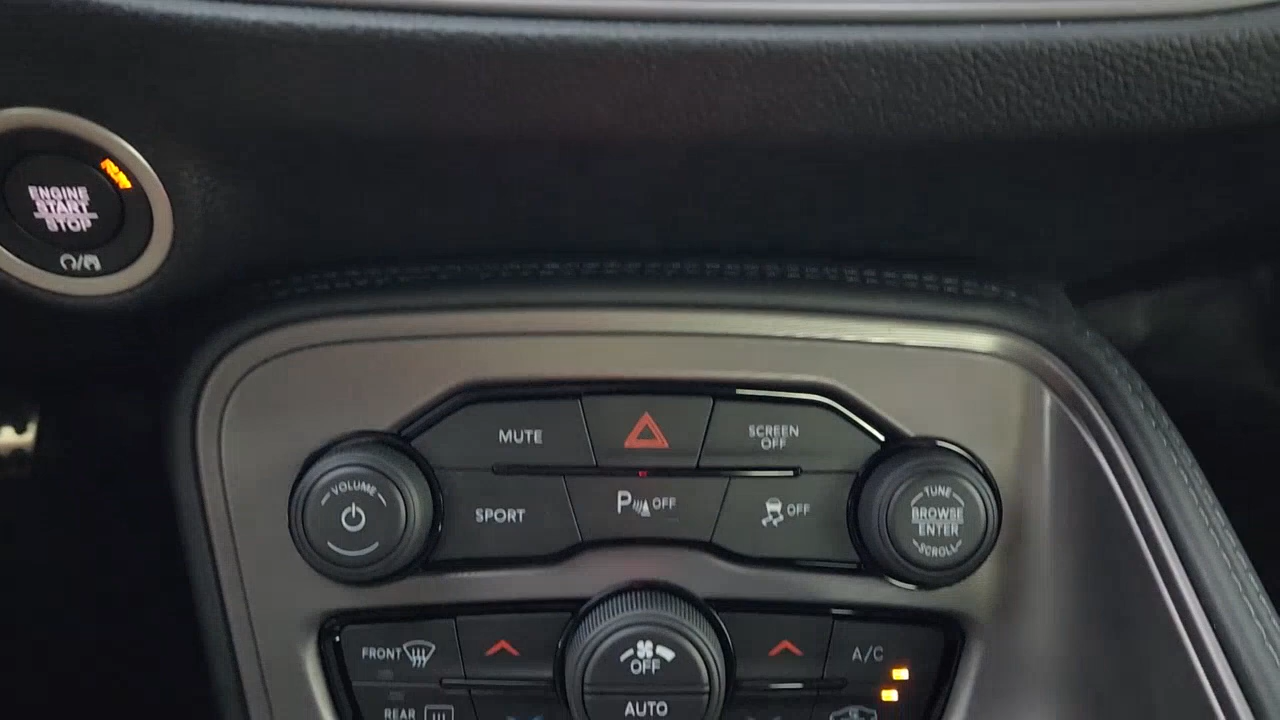 ENGINE
START
STOP
MUTE
SCREEN
OFF
SPORT
P OFF
OFF
VOLUME
TUNE
BROWSE
ENTER
SCROLL
FRONT
OFF
AUTO
A/C
REAR